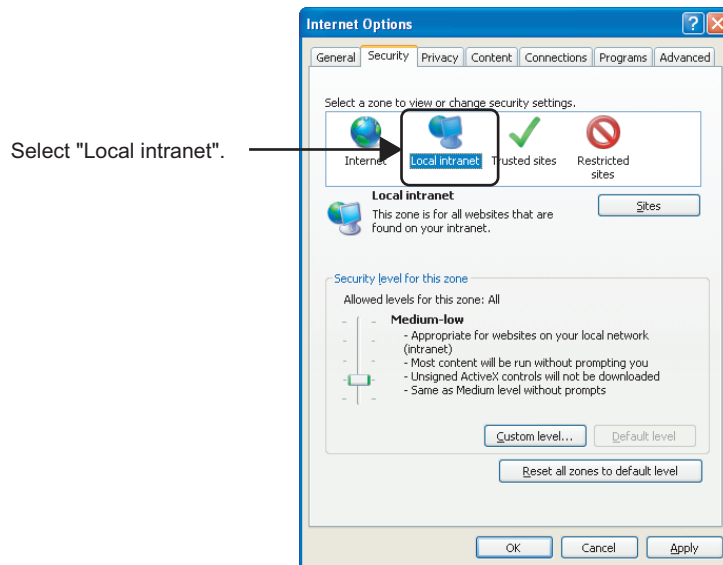 Internet Options
General Security Privacy Content Connections Programs Advanced
Select a zone to view or change security settings.
Select "Local intranet".
Internet Local intranet Trusted sites Restricted
sites
Local intranet
This zone is for all websites that are
found on your intranet.
Sites
Security level for this zone
Allowed levels for this zone: All
Medium-low
- Appropriate for websites on your local network
(intranet)
- Most content will be run without prompting you
- Unsigned ActiveX controls will not be downloaded
- Same as Medium level without prompts
Custom level... Default level
Reset all zones to default level
OK Cancel Apply